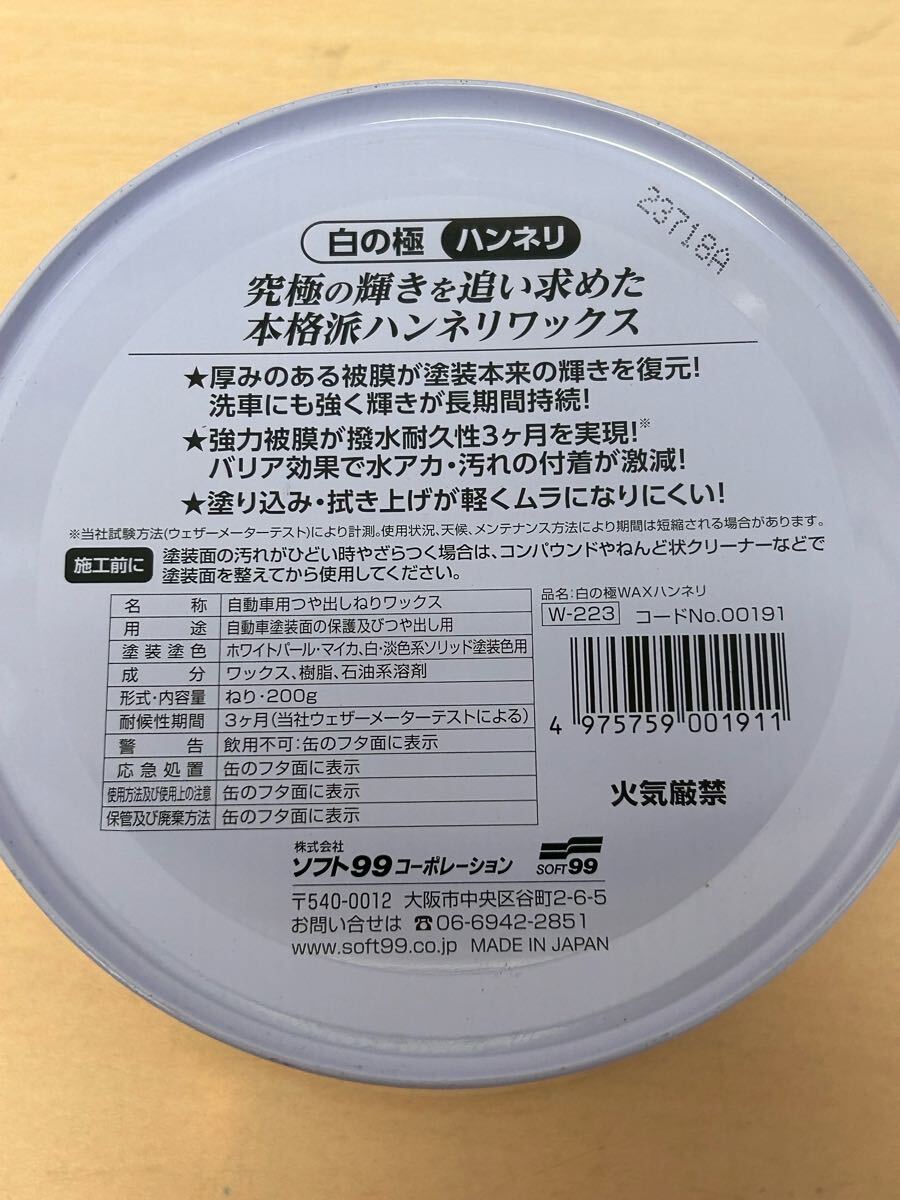 23718A
白の極 ハンネリ
究極の輝きを追い求めた
本格派ハンネリワックス
★厚みのある被膜が塗装本来の輝きを復元!
洗車にも強く輝きが長期間持続!
★強力被膜が撥水耐久性3ヶ月を実現!※
バリア効果で水アカ・汚れの付着が激減!
★塗り込み・拭き上げが軽くムラになりにくい!
※当社試験方法(ウェザーメーターテスト)により計測。使用状況、天候、メンテナンス方法により期間は短縮される場合があります。
施工前に 塗装面の汚れがひどい時やざらつく場合は、コンパウンドやねんど状クリーナーなどで
塗装面を整えてから使用してください。
名称 自動車用つや出しねりワックス
用途 自動車塗装面の保護及びつや出し用
塗装塗色 ホワイトパール・マイカ、白・淡色系ソリッド塗装色用
成分 ワックス、樹脂、石油系溶剤
形式・内容量 ねり・200g
耐候性期間 3ヶ月(当社ウェザーメーターテストによる)
警告 飲用不可:缶のフタ面に表示
応急処置 缶のフタ面に表示
使用方法及び使用上の注意 缶のフタ面に表示
保管及び廃棄方法 缶のフタ面に表示
品名:白の極WAXハンネリ
W-223 コードNo.00191
4 975759 001911
火気厳禁
株式会社
ソフト99コーポレーション SOFT99
〒540-0012 大阪市中央区谷町2-6-5
お問い合せは ☎06-6942-2851
www.soft99.co.jp MADE IN JAPAN